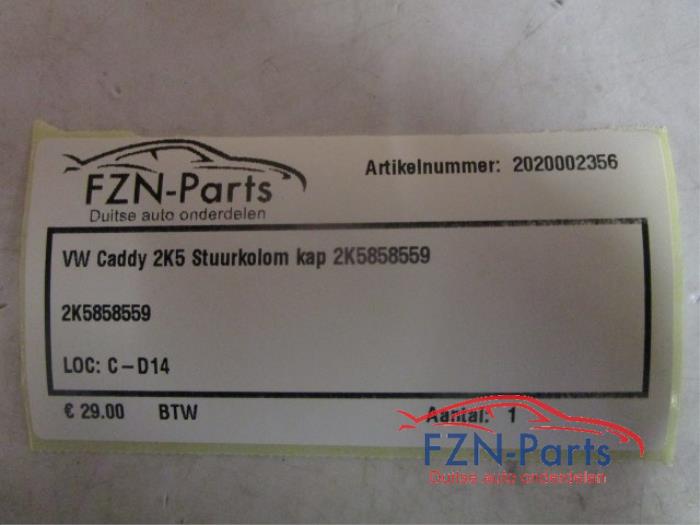 FZN-Parts
Duitse auto onderdelen
Artikelnummer: 2020002356
VW Caddy 2K5 Stuurkolom kap 2K5858559
2K5858559
LOC: C-D14
€ 29.00 BTW Aantal: 1
FZN-Parts
Duitse auto onderdelen